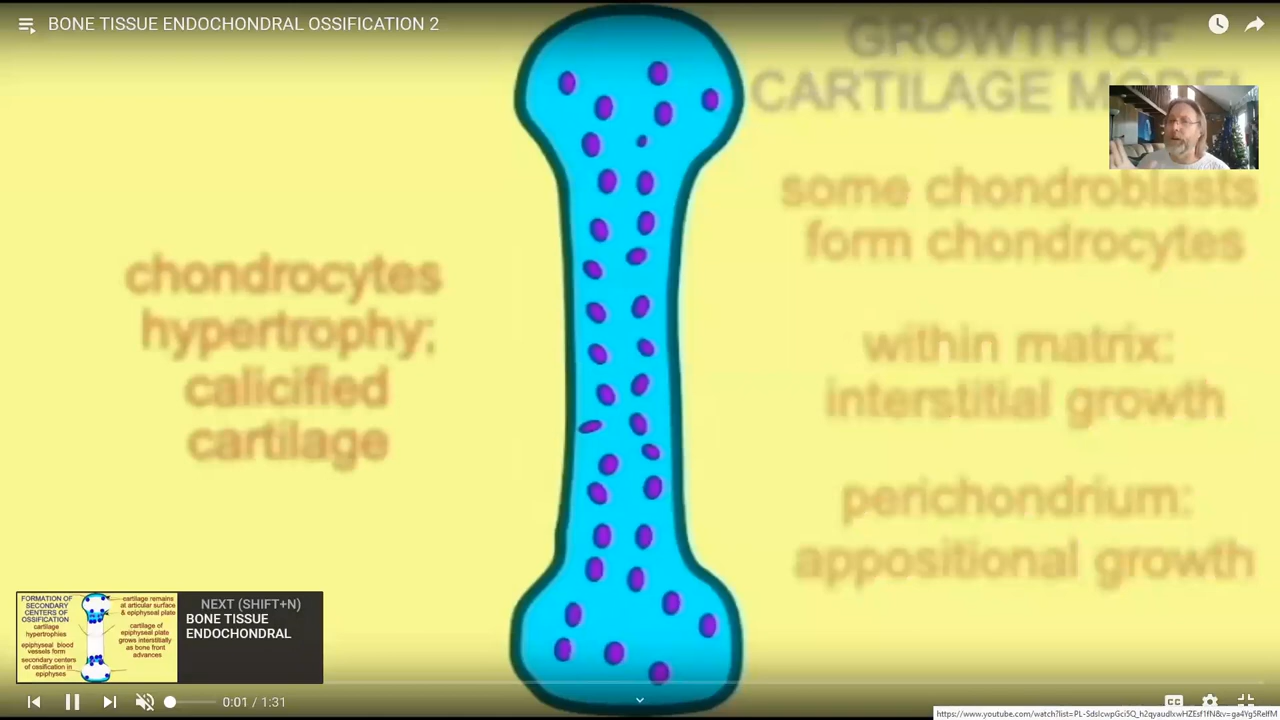 BONE TISSUE ENDOCHONDRAL OSSIFICATION 2
GROWTH OF
CARTILAGE
some chondroblasts
form chondrocytes
within matrix:
interstitial growth
perichondrium:
appositional growth
chondrocytes
hypertrophy;
calicified
cartilage
FORMATION OF
SECONDARY
CENTERS OF
OSSIFICATION
cartilage
hypertrophies
epiphyseal blood
vessels form
secondary centers
of ossification in
epiphyses
cartilage remains
at articular surface
& epiphyseal plate
cartilage of
epiphyseal plate
grows interstitially
as bone front
advances
NEXT (SHIFT+N)
BONE TISSUE
ENDOCHONDRAL
0:01 / 1:31
CC